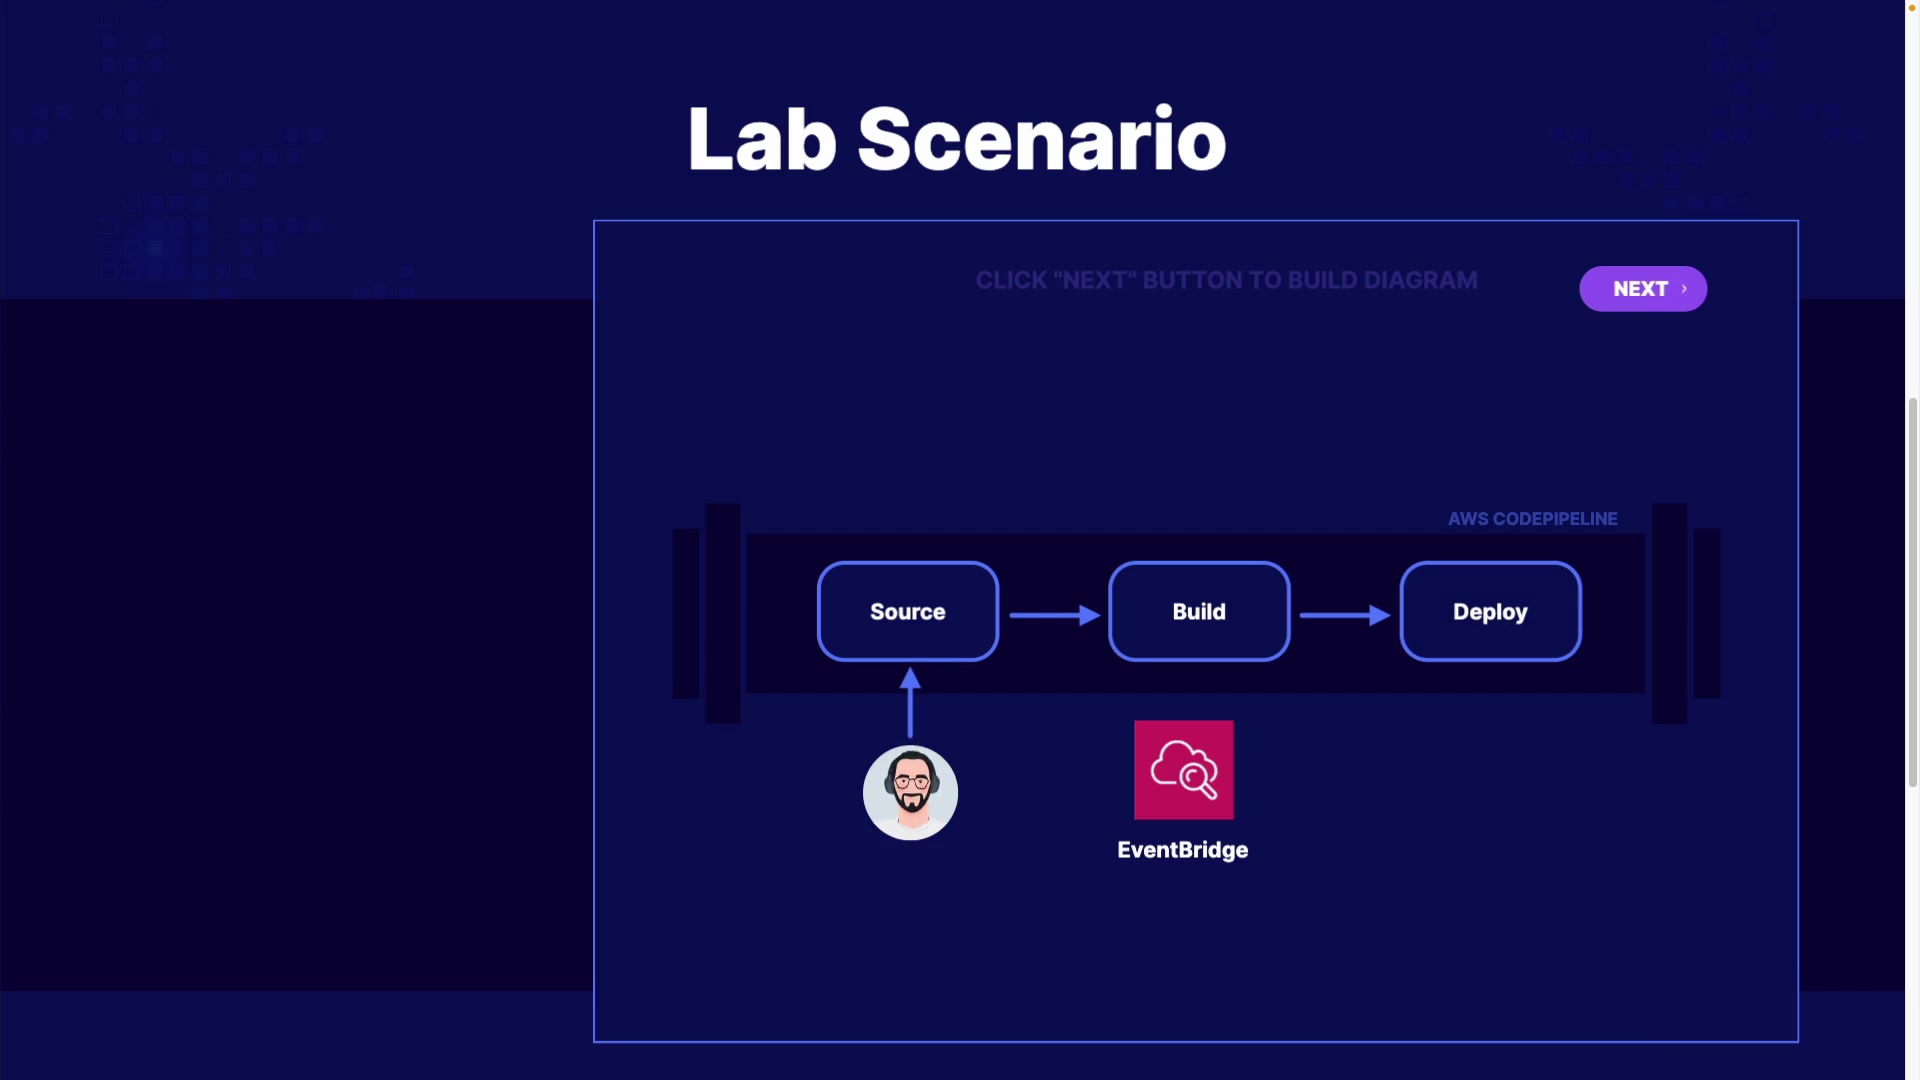 Lab Scenario
CLICK "NEXT" BUTTON TO BUILD DIAGRAM
NEXT ›
AWS CODEPIPELINE
Source
Build
Deploy
EventBridge